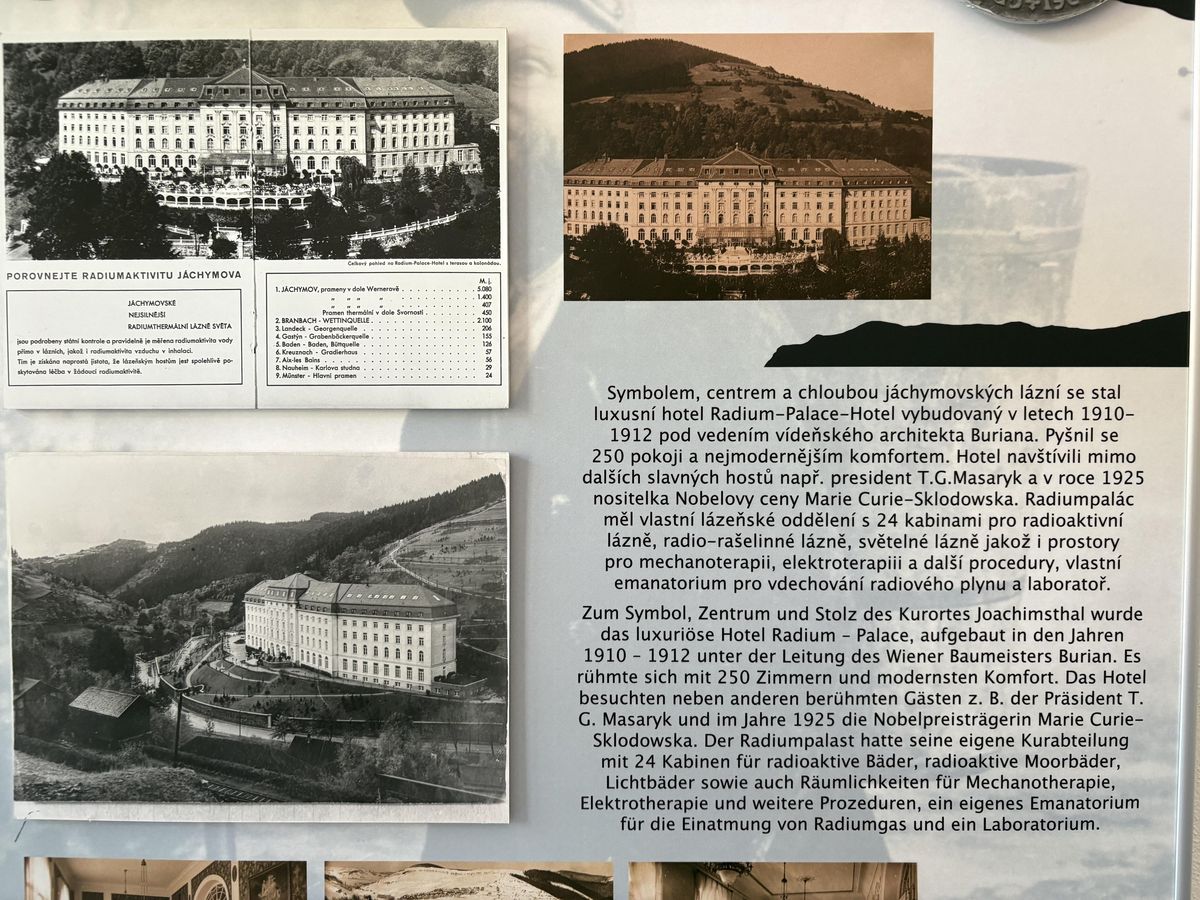 Celkový pohled na Radium-Palace-Hotel s terasou a kolonádou.
POROVNEJTE RADIUMAKTIVITU JÁCHYMOVA
JÁCHYMOVSKÉ
NEJSILNĚJŠÍ
RADIUMTHERMÁLNÍ LÁZNĚ SVĚTA
jsou podrobeny státní kontrole a pravidelně je měřena radiumaktivita vody
přímo v lázních, jakož i radiumaktivita vzduchu v inhalaci.
Tím je získána naprostá jistota, že lázeňským hostům jest spolehlivě po-
skytována léčba v žádoucí radiumaktivitě.
M. j.
1. JÁCHYMOV, prameny v dole Wernerově . . . . . . . 5.080
„ „ „ „ . . . . . . . 1.400
„ „ „ „ . . . . . . . 407
Pramen thermální v dole Svornosti . . . . 450
2. BRANBACH - WETTINQUELLE . . . . . . . 2.100
3. Landeck - Georgenquelle . . . . . . . 206
4. Gastýn - Grabenbäckerquelle . . . . . . . 155
5. Baden - Baden, Büttquelle . . . . . . . 126
6. Kreuznach - Gradierhaus . . . . . . . 57
7. Aix-les Bains . . . . . . . 56
8. Nauheim - Karlova studna . . . . . . . 29
9. Münster - Hlavní pramen . . . . . . . 24
Symbolem, centrem a chloubou jáchymovských lázní se stal
luxusní hotel Radium-Palace-Hotel vybudovaný v letech 1910-
1912 pod vedením vídeňského architekta Buriana. Pyšnil se
250 pokoji a nejmodernějším komfortem. Hotel navštívili mimo
dalších slavných hostů např. president T.G.Masaryk a v roce 1925
nositelka Nobelovy ceny Marie Curie-Sklodowska. Radiumpalác
měl vlastní lázeňské oddělení s 24 kabinami pro radioaktivní
lázně, radio-rašelinné lázně, světelné lázně jakož i prostory
pro mechanoterapii, elektroterapiii a další procedury, vlastní
emanatorium pro vdechování radiového plynu a laboratoř.
Zum Symbol, Zentrum und Stolz des Kurortes Joachimsthal wurde
das luxuriöse Hotel Radium - Palace, aufgebaut in den Jahren
1910 - 1912 unter der Leitung des Wiener Baumeisters Burian. Es
rühmte sich mit 250 Zimmern und modernsten Komfort. Das Hotel
besuchten neben anderen berühmten Gästen z. B. der Präsident T.
G. Masaryk und im Jahre 1925 die Nobelpreisträgerin Marie Curie-
Sklodowska. Der Radiumpalast hatte seine eigene Kurabteilung
mit 24 Kabinen für radioaktive Bäder, radioaktive Moorbäder,
Lichtbäder sowie auch Räumlichkeiten für Mechanotherapie,
Elektrotherapie und weitere Prozeduren, ein eigenes Emanatorium
für die Einatmung von Radiumgas und ein Laboratorium.